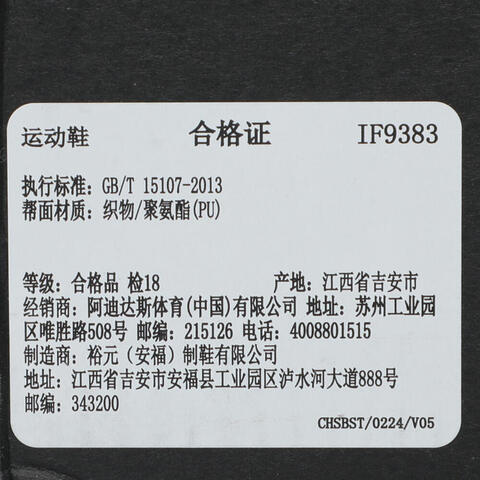 运动鞋 合格证 IF9383
执行标准: GB/T 15107-2013
帮面材质: 织物/聚氨酯(PU)
等级: 合格品 检18 产地: 江西省吉安市
经销商: 阿迪达斯体育(中国)有限公司 地址: 苏州工业园
区唯胜路508号 邮编: 215126 电话: 4008801515
制造商: 裕元（安福）制鞋有限公司
地址: 江西省吉安市安福县工业园区泸水河大道888号
邮编: 343200
CHSBST/0224/V05